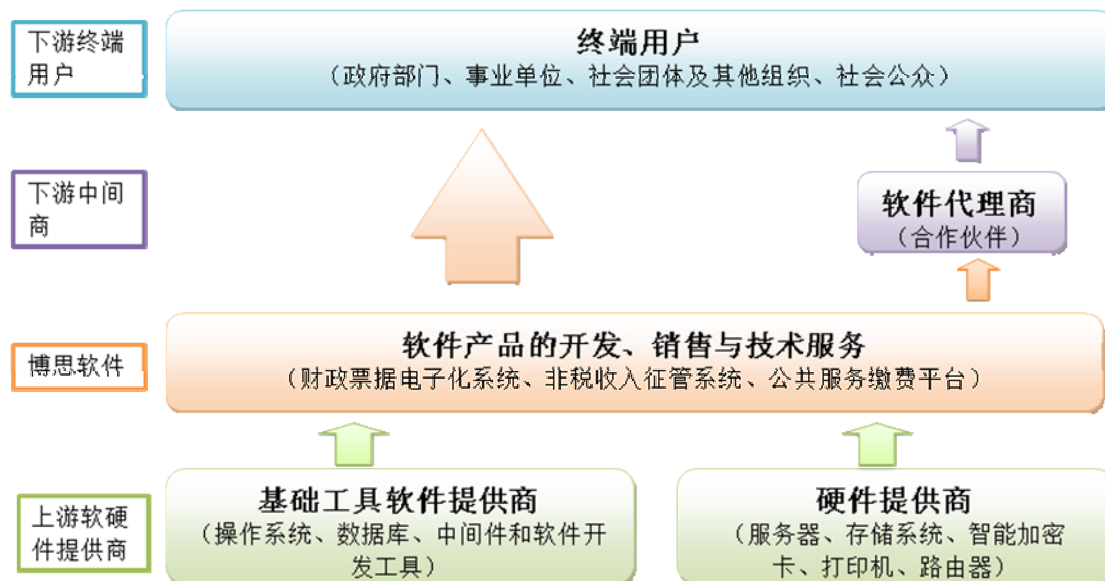 下游终端
用户
终端用户
（政府部门、事业单位、社会团体及其他组织、社会公众）
下游中间
商
软件代理商
（合作伙伴）
博思软件
软件产品的开发、销售与技术服务
（财政票据电子化系统、非税收入征管系统、公共服务缴费平台）
上游软硬
件提供商
基础工具软件提供商
（操作系统、数据库、中间件和软件开
发工具）
硬件提供商
（服务器、存储系统、智能加密
卡、打印机、路由器）